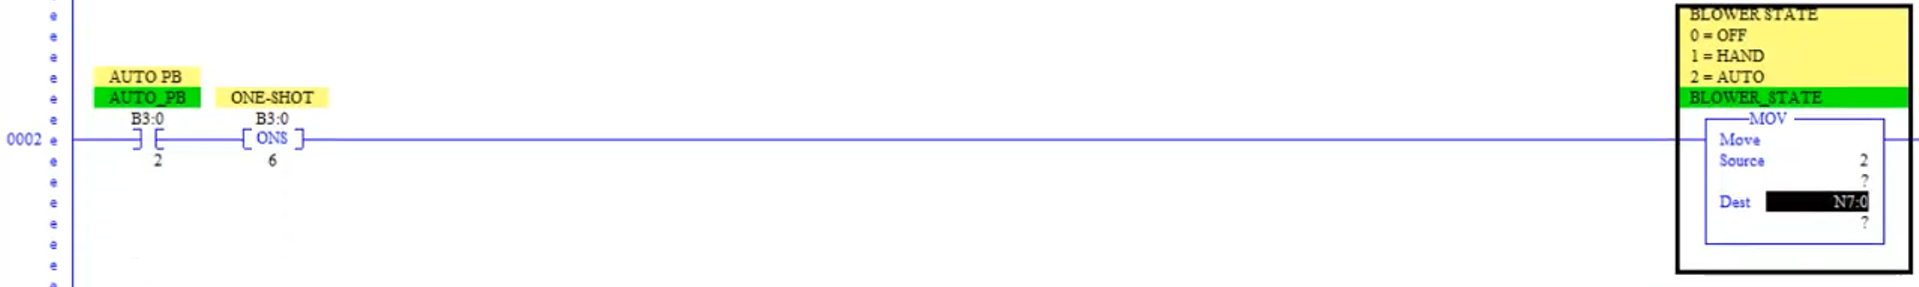 e
e
e
e
e
e
e
e
e
e
e
e
e
e
0002
AUTO PB
AUTO_PB
B3:0
2
ONE-SHOT
B3:0
ONS
6
BLOWER STATE
0 = OFF
1 = HAND
2 = AUTO
BLOWER_STATE
MOV
Move
Source 2
?
Dest N7:0
?